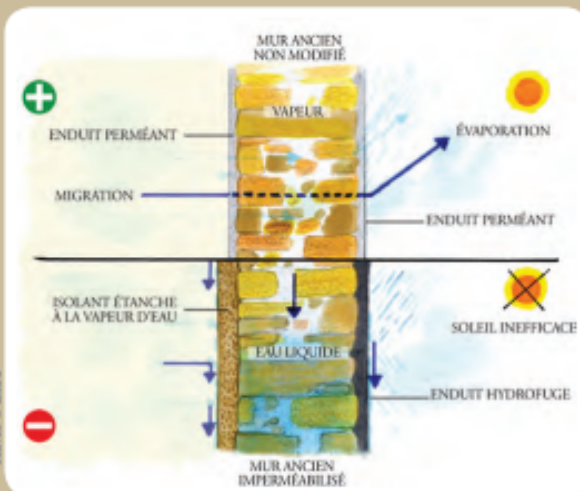 MUR ANCIEN
NON MODIFIÉ
VAPEUR
ENDUIT PERMÉANT
ÉVAPORATION
MIGRATION
ENDUIT PERMÉANT
ISOLANT ÉTANCHE
À LA VAPEUR D'EAU
SOLEIL INEFFICACE
EAU LIQUIDE
ENDUIT HYDROFUGE
MUR ANCIEN
IMPERMÉABILISÉ